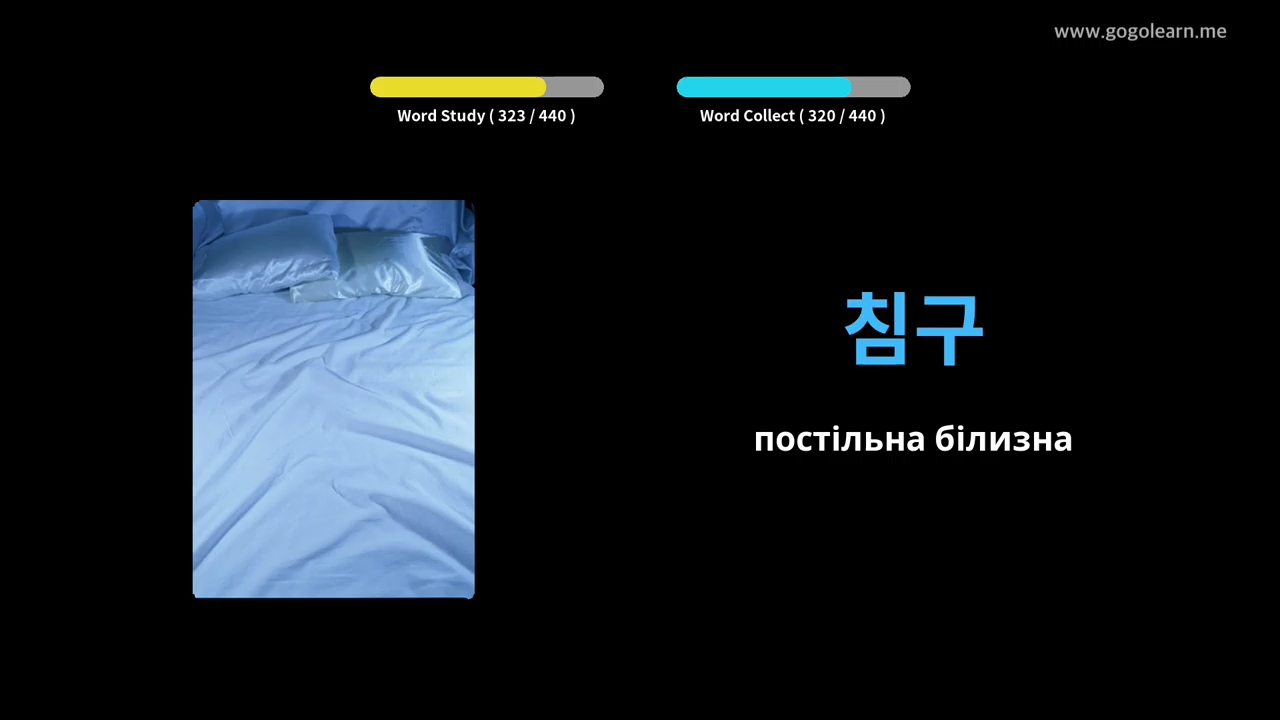 www.gogolearn.me
Word Study ( 323 / 440 )
Word Collect ( 320 / 440 )
침구
постільна білизна